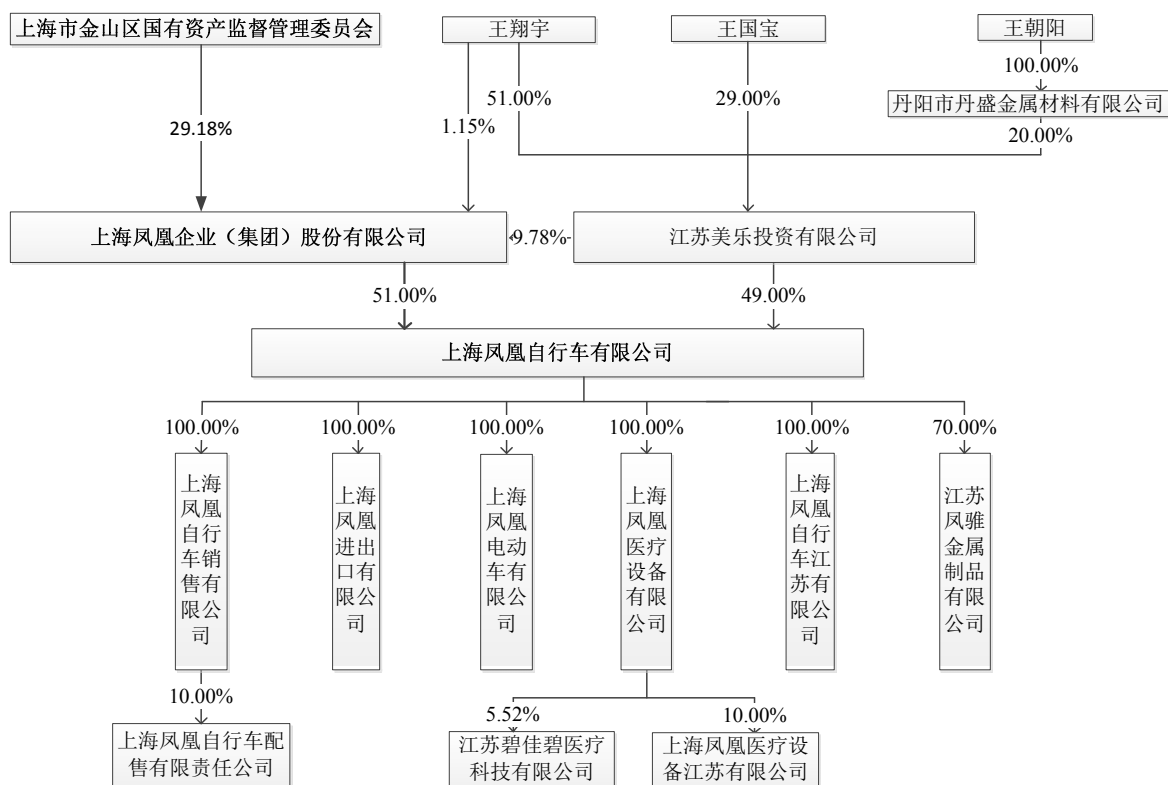 上海市金山区国有资产监督管理委员会
王翔宇
王国宝
王朝阳
100.00%
51.00%
29.00%
丹阳市丹盛金属材料有限公司
29.18%
1.15%
20.00%
上海凤凰企业（集团）股份有限公司
9.78%
江苏美乐投资有限公司
51.00%
49.00%
上海凤凰自行车有限公司
100.00%
100.00%
100.00%
100.00%
100.00%
70.00%
上海
凤凰
自行
车销
售有
限公
司
上海
凤凰
进出
口有
限公
司
上海
凤凰
电动
车有
限公
司
上海
凤凰
医疗
设备
有限
公司
上海
凤凰
自行
车江
苏有
限公
司
江苏
凤骓
金属
制品
有限
公司
10.00%
5.52%
10.00%
上海凤凰自行车配
售有限责任公司
江苏碧佳碧医疗
科技有限公司
上海凤凰医疗设
备江苏有限公司